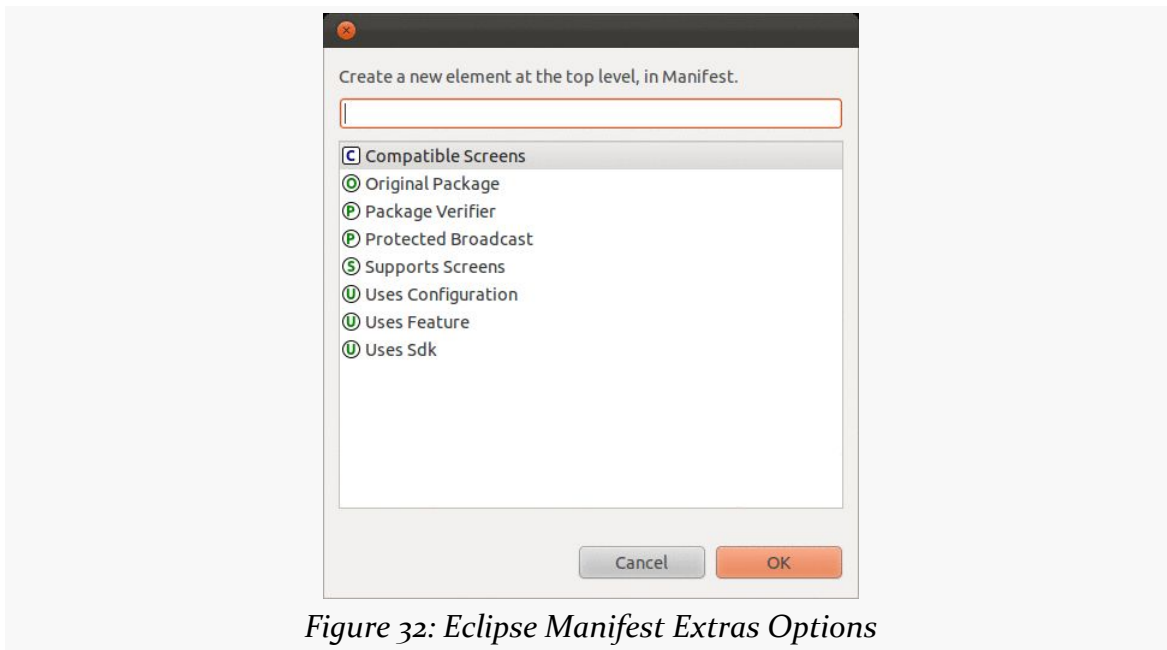 Create a new element at the top level, in Manifest.
C Compatible Screens
O Original Package
P Package Verifier
P Protected Broadcast
S Supports Screens
U Uses Configuration
U Uses Feature
U Uses Sdk
Cancel OK
Figure 32: Eclipse Manifest Extras Options